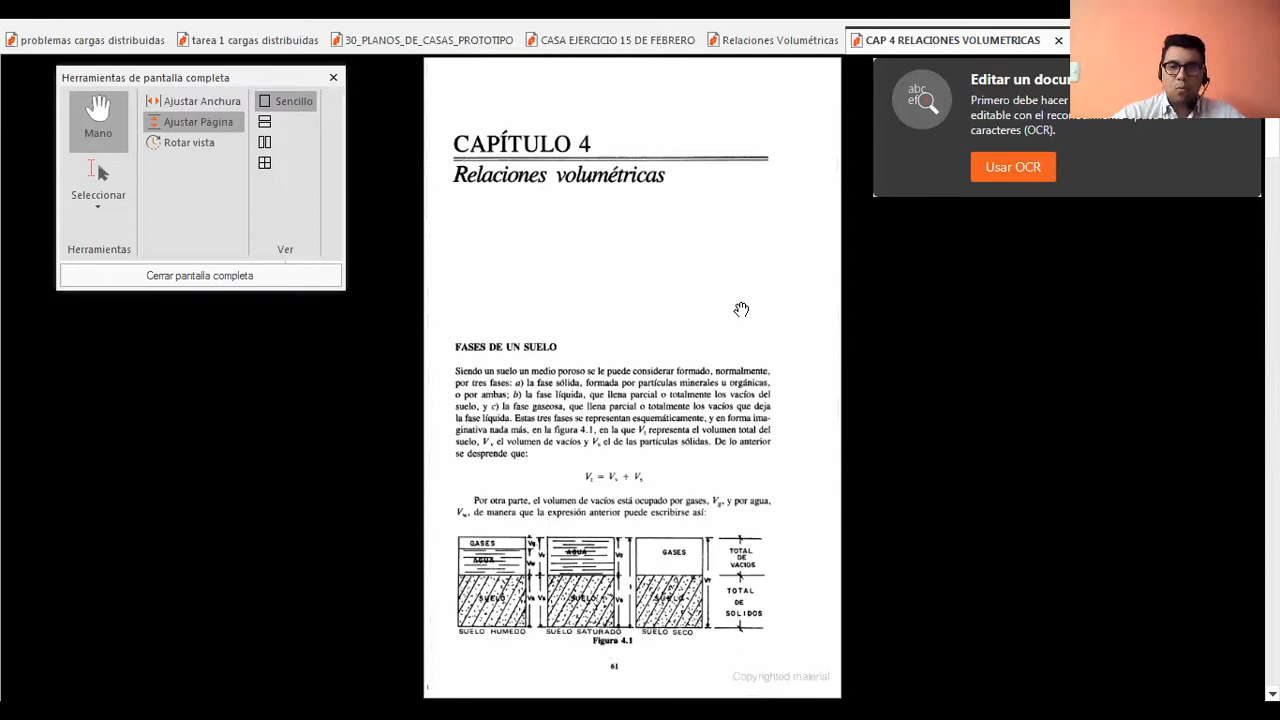 problemas cargas distribuidas
tarea 1 cargas distribuidas
30_PLANOS_DE_CASAS_PROTOTIPO
CASA EJERCICIO 15 DE FEBRERO
Relaciones Volumétricas
CAP 4 RELACIONES VOLUMETRICAS
Herramientas de pantalla completa
Mano
Seleccionar
Herramientas
Ajustar Anchura
Ajustar Página
Rotar vista
Sencillo
Ver
Cerrar pantalla completa
CAPÍTULO 4
Relaciones volumétricas
FASES DE UN SUELO
Siendo un suelo un medio poroso se le puede considerar formado, normalmente,
por tres fases: a) la fase sólida, formada por partículas minerales u orgánicas,
o por ambas; b) la fase líquida, que llena parcial o totalmente los vacíos del
suelo, y c) la fase gaseosa, que llena parcial o totalmente los vacíos que deja
la fase líquida. Estas tres fases se representan esquemáticamente, y en forma ima-
ginativa nada más, en la figura 4.1, en la que Vt representa el volumen total del
suelo, V, el volumen de vacíos y Vs el de las partículas sólidas. De lo anterior
se desprende que:
Vt = Vv + Vs
Por otra parte, el volumen de vacíos está ocupado por gases, Vg, y por agua,
Vw, de manera que la expresión anterior puede escribirse así:
GASES
AGUA
SUELO
SUELO HUMEDO
AGUA
SUELO
SUELO SATURADO
GASES
SUELO
SUELO SECO
TOTAL
DE
VACIOS
TOTAL
DE
SOLIDOS
Figura 4.1
61
Copyrighted material
abc
Editar un docu
Primero debe hacer
editable con el reco
caracteres (OCR).
Usar OCR